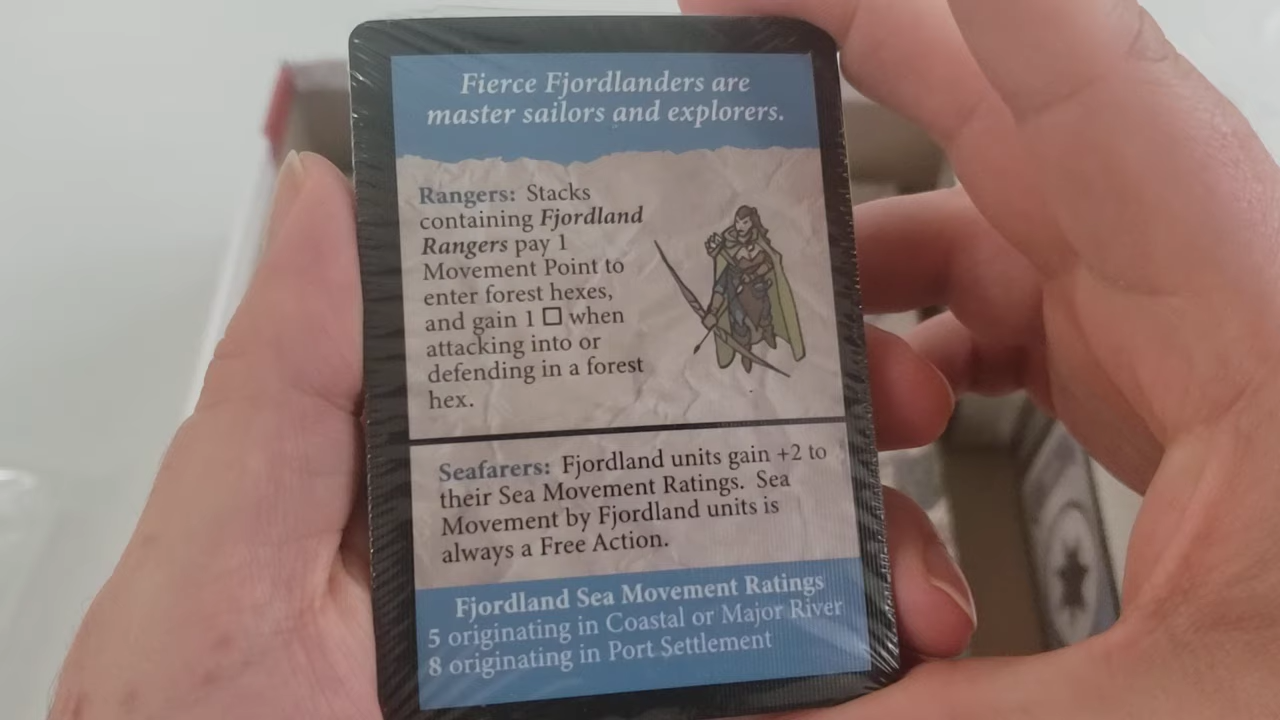 Fierce Fjordlanders are
master sailors and explorers.
Rangers: Stacks
containing Fjordland
Rangers pay 1
Movement Point to
enter forest hexes,
and gain 1 □ when
attacking into or
defending in a forest
hex.
Seafarers: Fjordland units gain +2 to
their Sea Movement Ratings. Sea
Movement by Fjordland units is
always a Free Action.
Fjordland Sea Movement Ratings
5 originating in Coastal or Major River
8 originating in Port Settlement